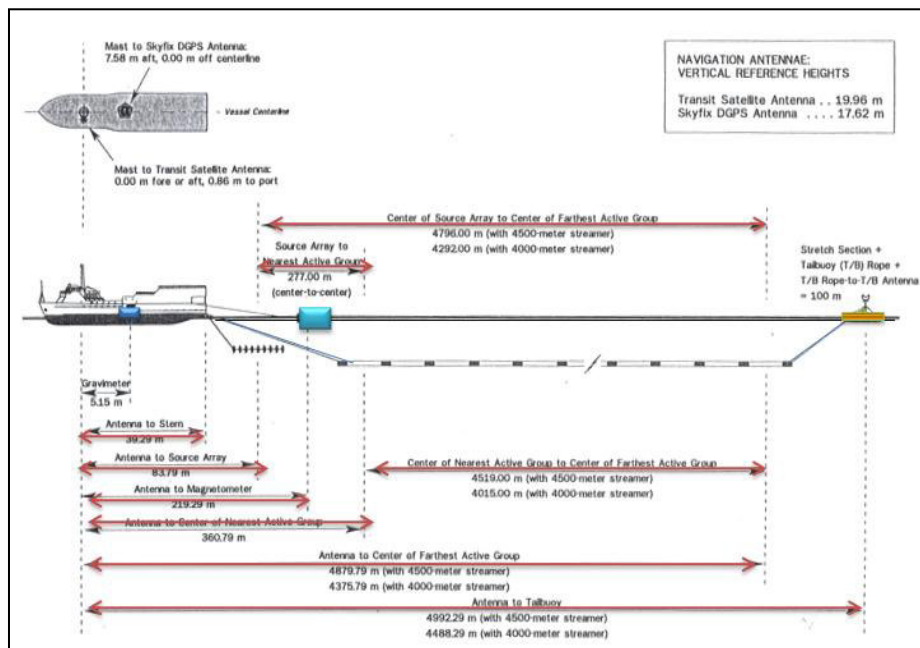 Mast to Skyfix DGPS Antenna:
7.58 m aft, 0.00 m off centerline
NAVIGATION ANTENNAE:
VERTICAL REFERENCE HEIGHTS
Transit Satellite Antenna . . 19.96 m
Skyfix DGPS Antenna . . . . 17.62 m
Vessel Centerline
Mast to Transit Satellite Antenna:
0.00 m fore or aft, 0.86 m to port
Center of Source Array to Center of Farthest Active Group
4796.00 m (with 4500-meter streamer)
4292.00 m (with 4000-meter streamer)
Source Array to
Nearest Active Group
277.00 m
(center-to-center)
Stretch Section +
Tailbuoy (T/B) Rope +
T/B Rope-to-T/B Antenna
= 100 m
Gravimeter
5.15 m
Antenna to Stern
39.29 m
Antenna to Source Array
83.79 m
Antenna to Magnetometer
219.29 m
Antenna to Center of Nearest Active Group
360.79 m
Center of Nearest Active Group to Center of Farthest Active Group
4519.00 m (with 4500-meter streamer)
4015.00 m (with 4000-meter streamer)
Antenna to Center of Farthest Active Group
4879.79 m (with 4500-meter streamer)
4375.79 m (with 4000-meter streamer)
Antenna to Tailbuoy
4992.29 m (with 4500-meter streamer)
4488.29 m (with 4000-meter streamer)